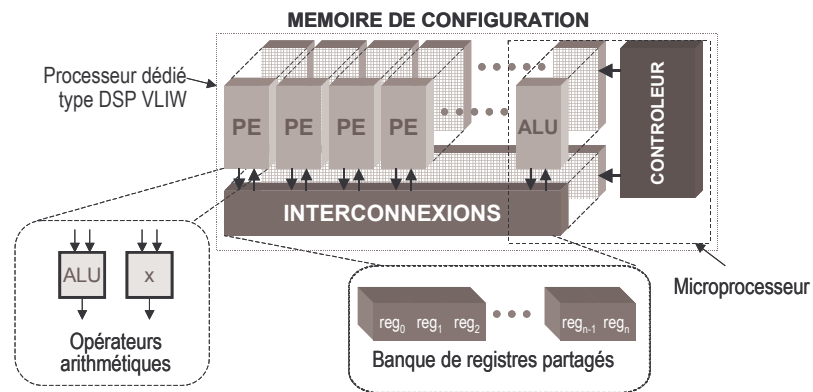 MEMOIRE DE CONFIGURATION
Processeur dédié
type DSP VLIW
PE PE PE PE ALU
CONTROLEUR
INTERCONNEXIONS
ALU x
Opérateurs
arithmétiques
Microprocesseur
reg0 reg1 reg2 regn-1 regn
Banque de registres partagés